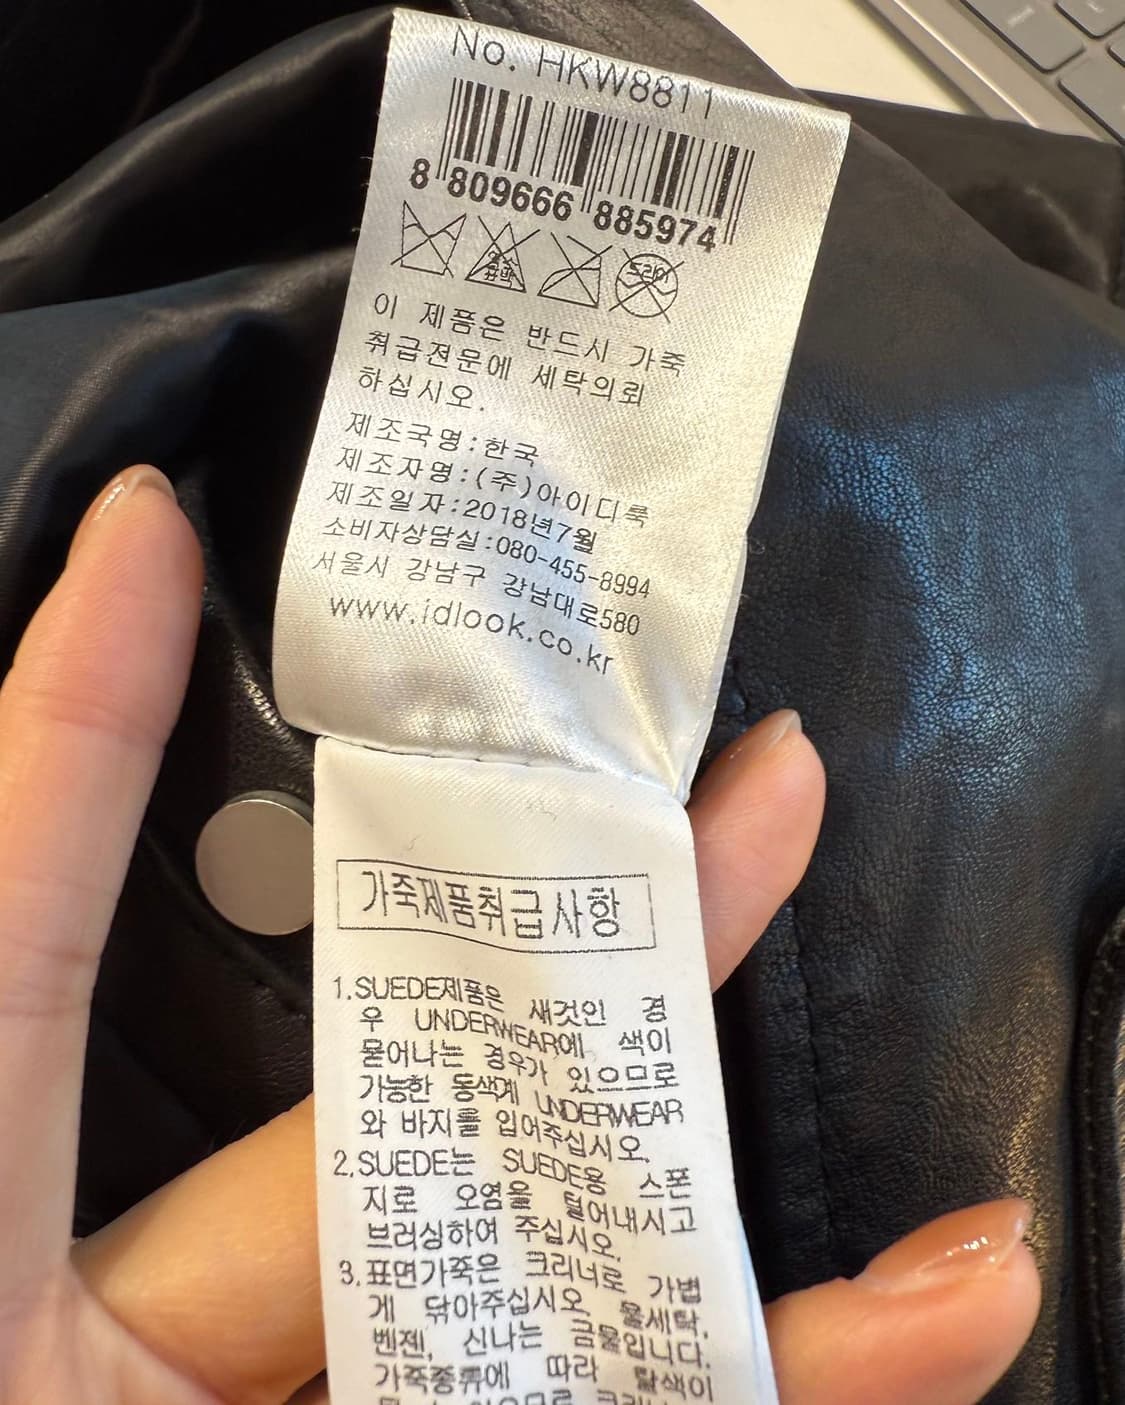 No. HKW8811
8 809666 885974
염소
표백
드라이
이 제품은 반드시 가죽
취급전문에 세탁의뢰
하십시오.
제조국명:한국
제조자명:(주)아이디룩
제조일자:2018년7월
소비자상담실:080-455-8994
서울시 강남구 강남대로580
www.idlook.co.kr
가죽제품취급사항
1.SUEDE제품은 새것인 경
우 UNDERWEAR에 색이
묻어나는 경우가 있으므로
가능한 동색계 UNDERWEAR
와 바지를 입어주십시오.
2.SUEDE는 SUEDE용 스폰
지로 오염을 털어내시고
브러싱하여 주십시오.
3.표면가죽은 크리너로 가볍
게 닦아주십시오. 물세탁,
벤젠, 신나는 금물입니다.
가죽종류에 따라 탈색이